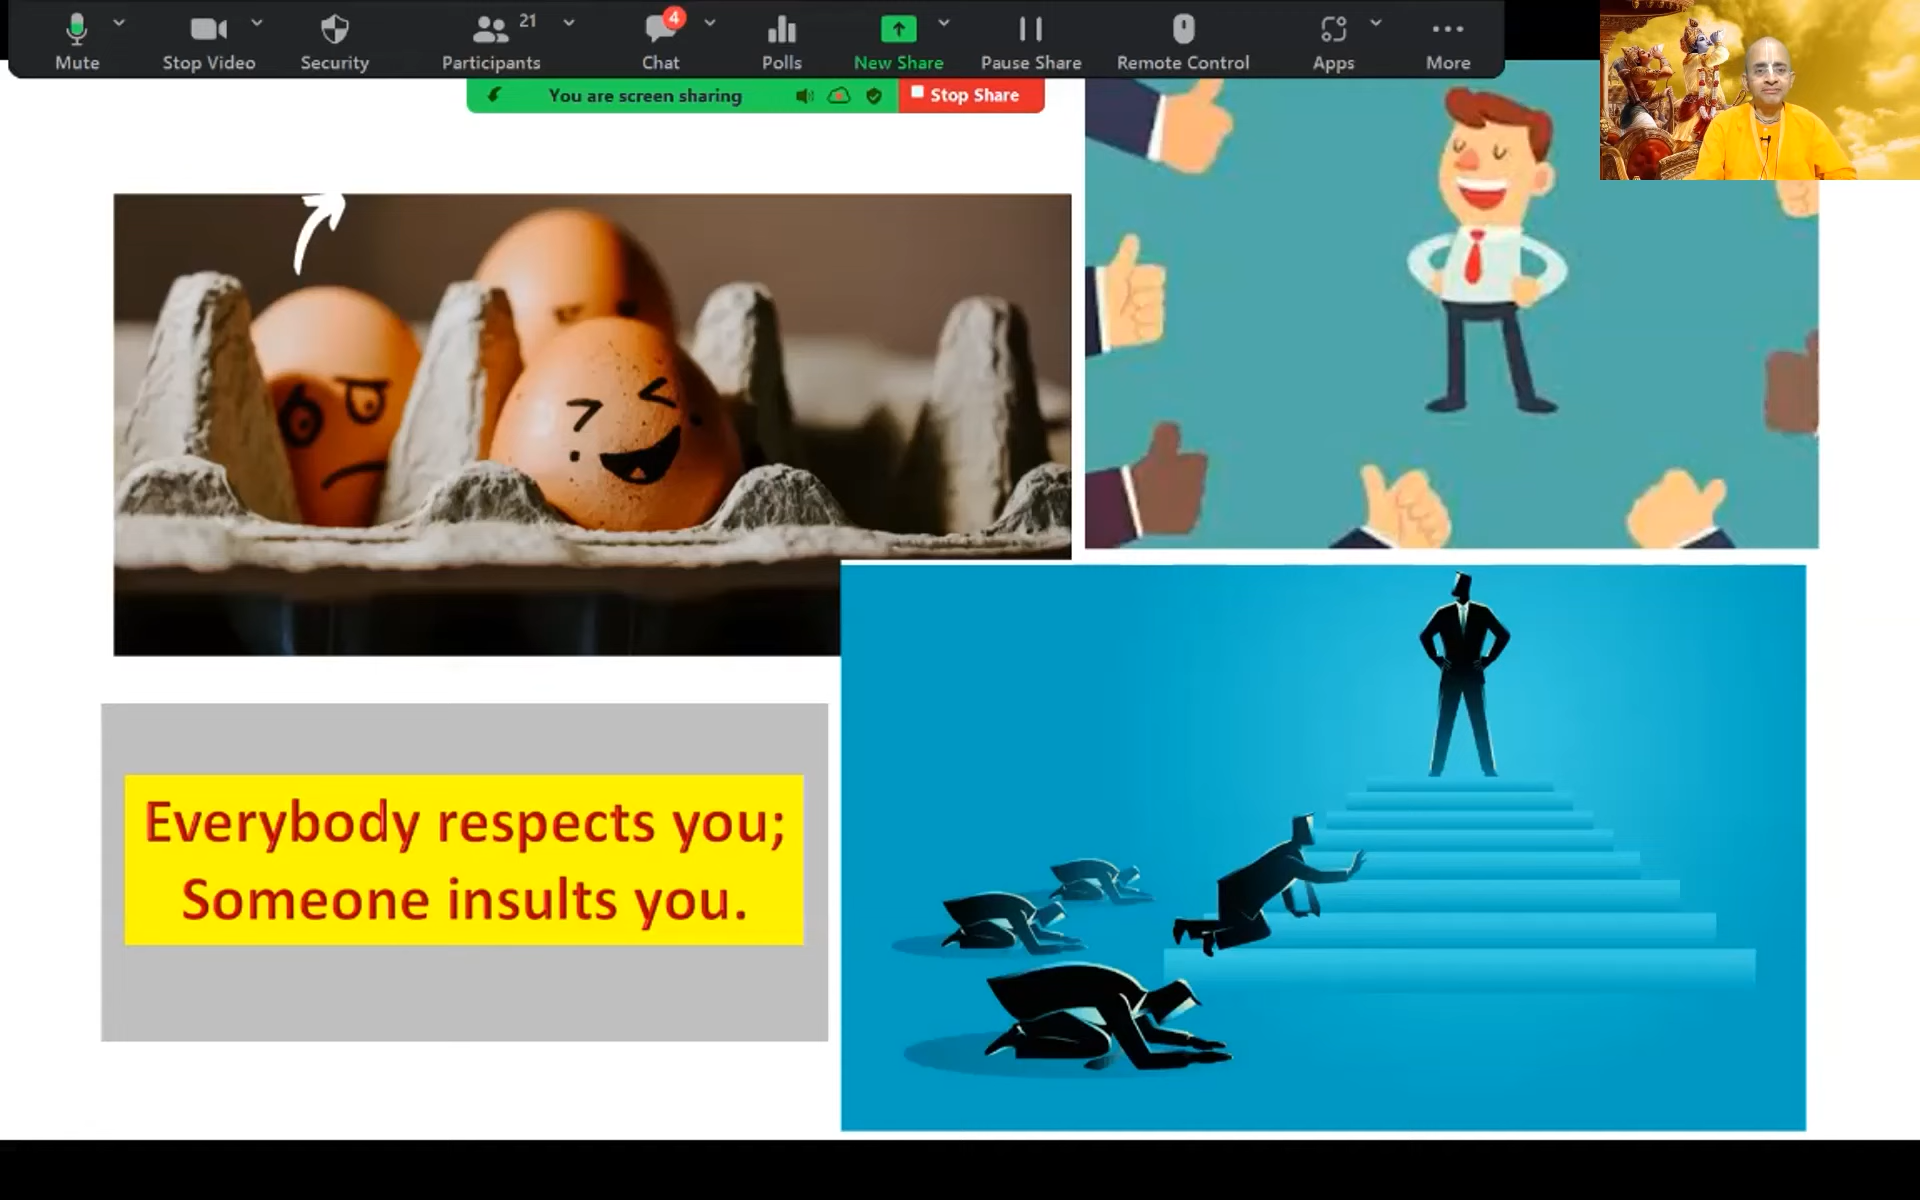 Mute
Stop Video
Security
21
Participants
4
Chat
Polls
New Share
Pause Share
Remote Control
Apps
More
You are screen sharing
Stop Share
Everybody respects you;
Someone insults you.